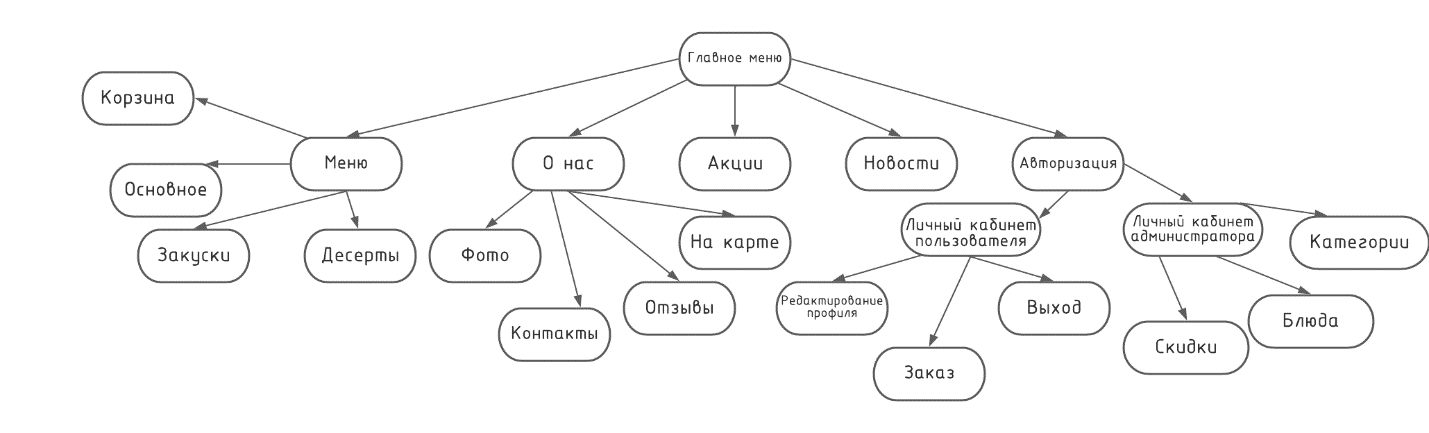 Главное меню
Корзина
Меню
О нас
Акции
Новости
Авторизация
Основное
Закуски
Десерты
Фото
Контакты
Отзывы
На карте
Личный кабинет
пользователя
Личный кабинет
администратора
Категории
Редактирование
профиля
Заказ
Выход
Скидки
Блюда